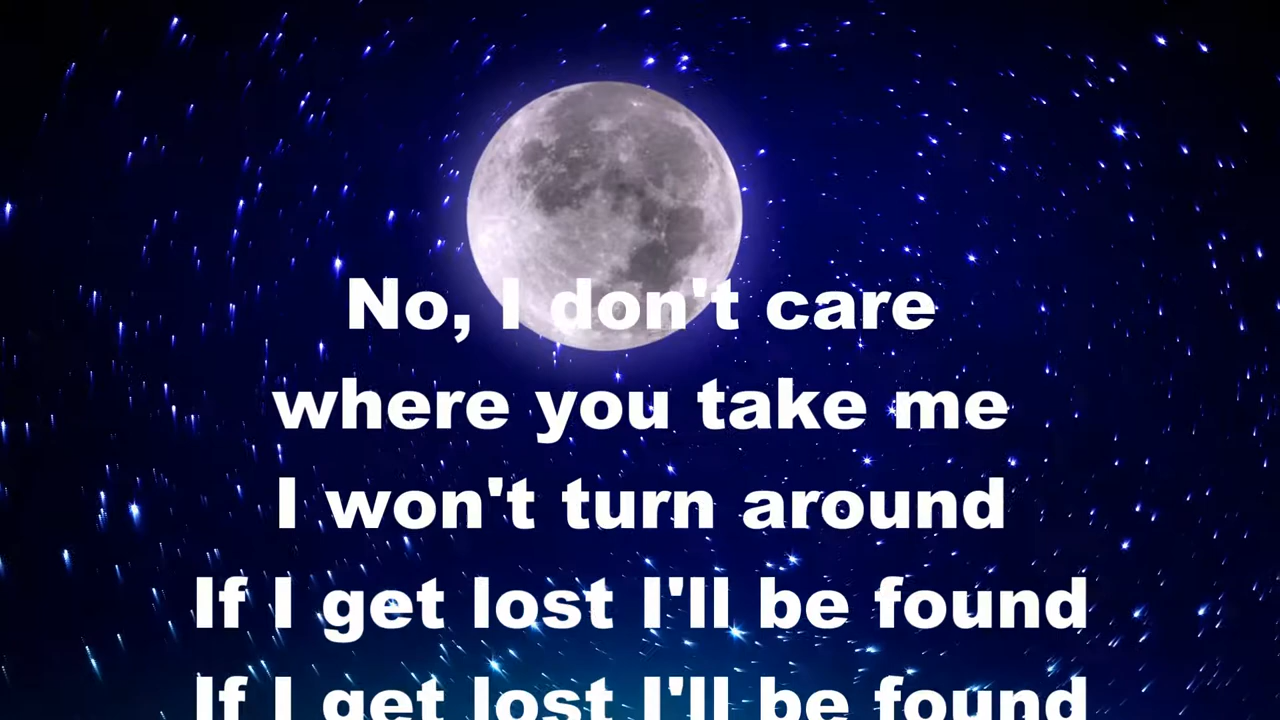 No, I don't care
where you take me
I won't turn around
If I get lost I'll be found
If I get lost I'll be found